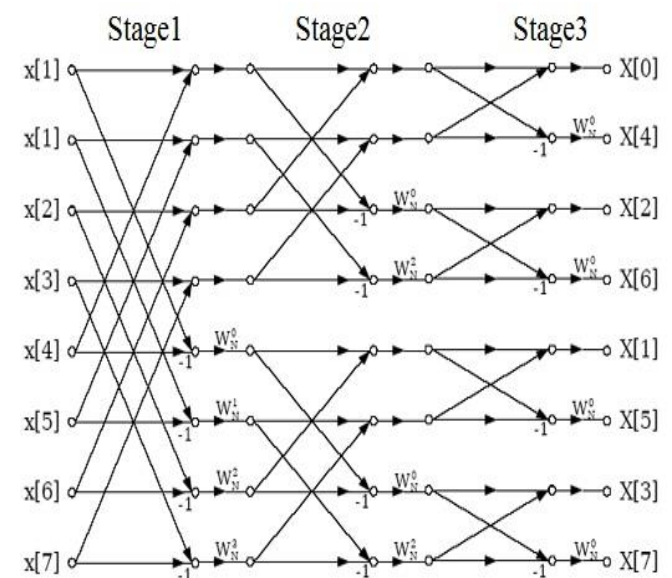 Stage1 Stage2 Stage3
x[1] X[0]
x[1] -1 W_N^0 X[4]
x[2] -1 W_N^0 X[2]
x[3] -1 W_N^2 -1 W_N^0 X[6]
x[4] -1 W_N^0 X[1]
x[5] -1 W_N^1 -1 W_N^0 X[5]
x[6] -1 W_N^2 -1 W_N^0 X[3]
x[7] -1 W_N^3 -1 W_N^2 -1 W_N^0 X[7]